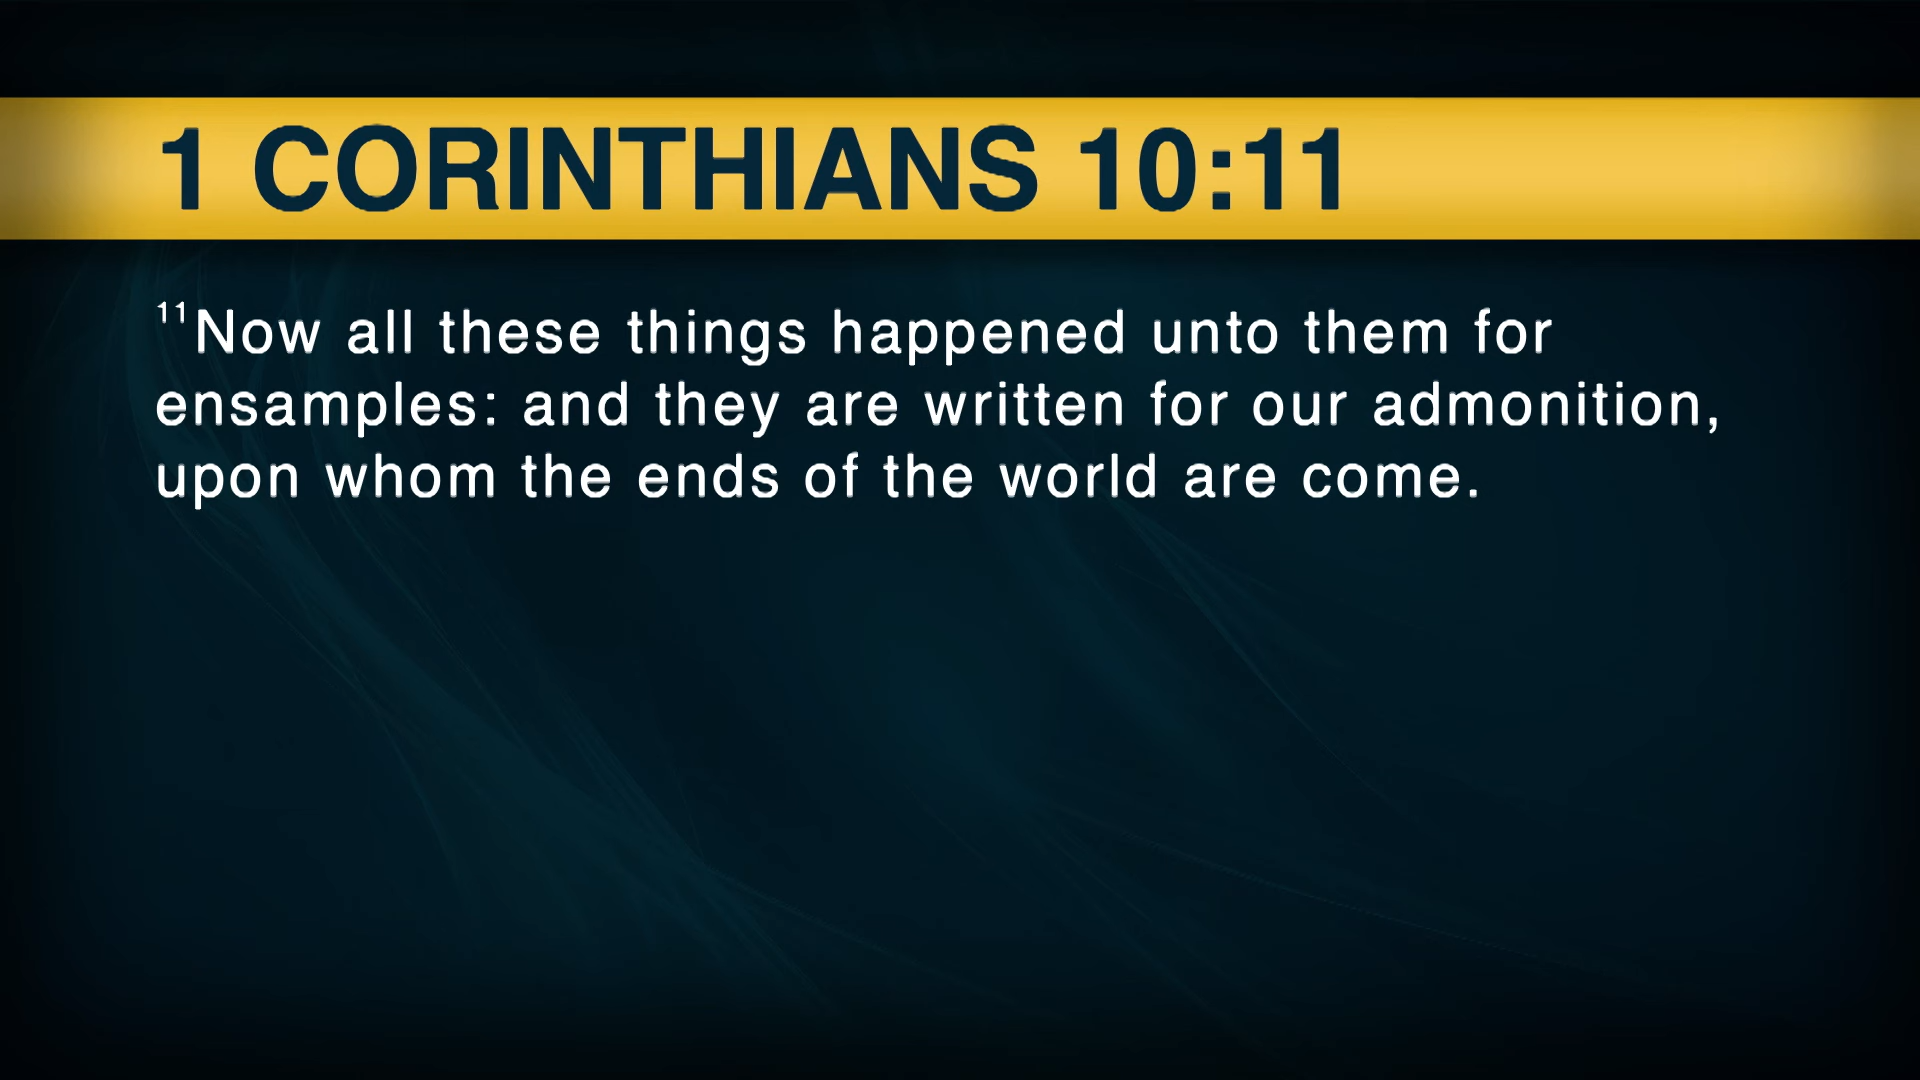 1 CORINTHIANS 10:11
11Now all these things happened unto them for
ensamples: and they are written for our admonition,
upon whom the ends of the world are come.